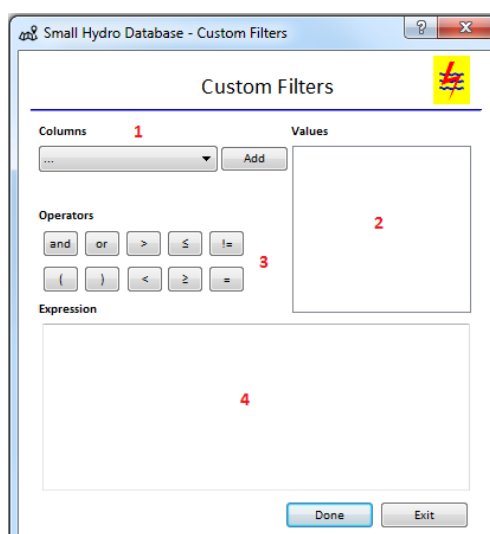 Small Hydro Database - Custom Filters
? X
Custom Filters
Columns 1 Values
... Add
2
Operators
and or > ≤ !=
3
( ) < ≥ =
Expression
4
Done Exit